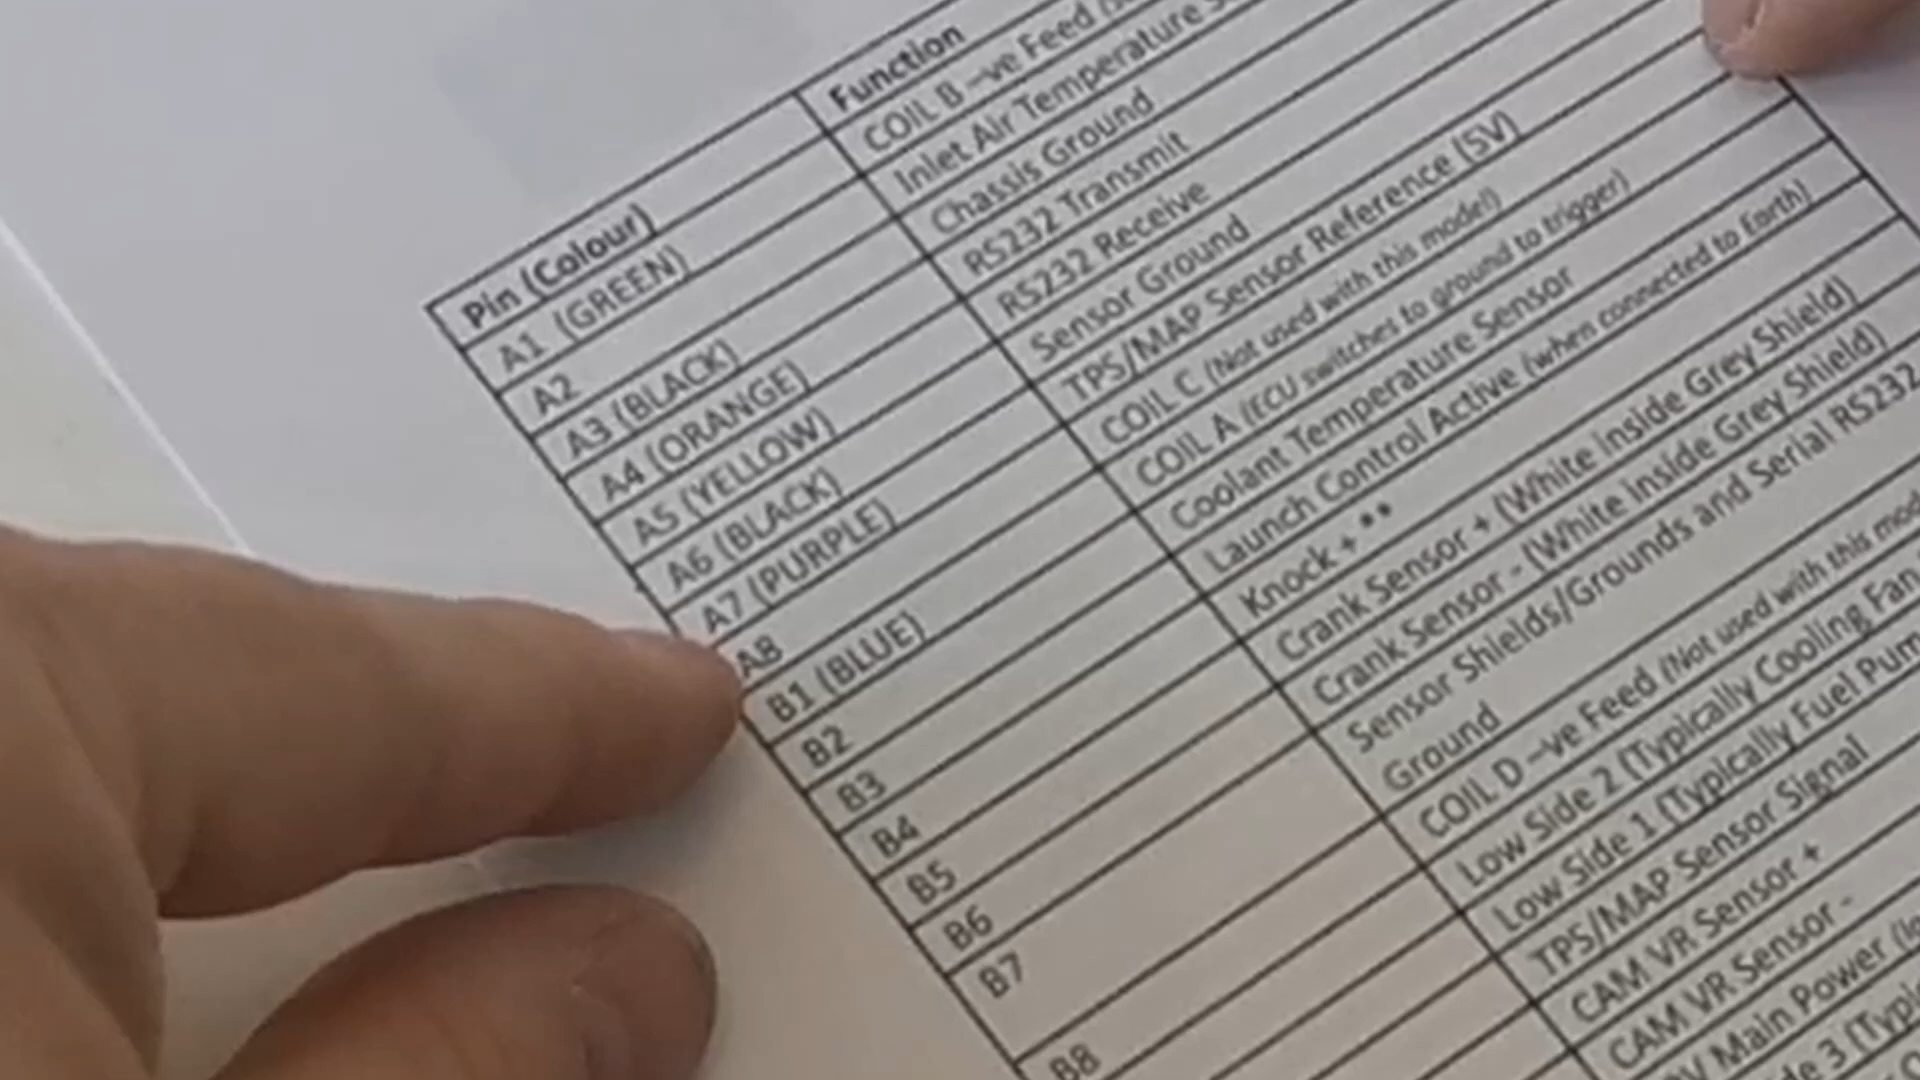 Pin (Colour) Function
A1 (GREEN) COIL B –ve Feed
A2 Inlet Air Temperature
A3 (BLACK) Chassis Ground
A4 (ORANGE) RS232 Transmit
A5 (YELLOW) RS232 Receive
A6 (BLACK) Sensor Ground
A7 (PURPLE) TPS/MAP Sensor Reference (5V)
A8 COIL C (Not used with this model)
B1 (BLUE) COIL A (ECU switches to ground to trigger)
B2 Coolant Temperature Sensor
B3 Launch Control Active (when connected to Earth)
B4 Knock +**
B5 Crank Sensor + (White inside Grey Shield)
B6 Crank Sensor - (White Inside Grey Shield)
B7 Sensor Shields/Grounds and Serial RS232
Ground
B8 COIL D –ve Feed (Not used with this mod
Low Side 2 (Typically Cooling Fan
Low Side 1 (Typically Fuel Pum
TPS/MAP Sensor Signal
CAM VR Sensor +
CAM VR Sensor -
Main Power
3 (Typi